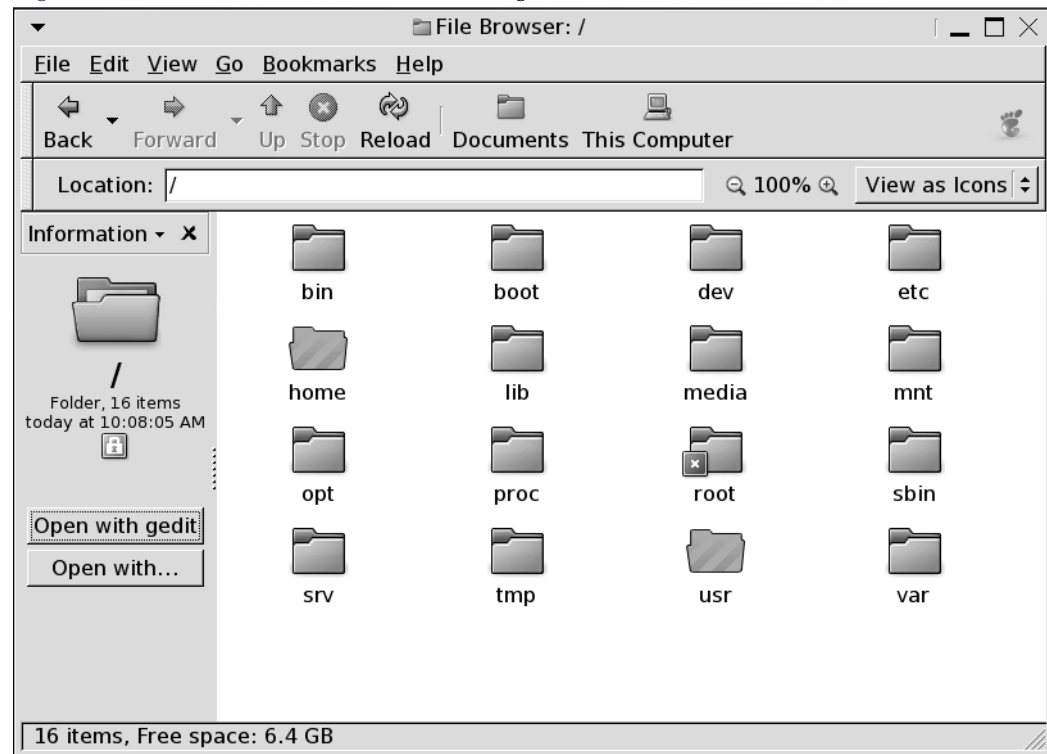 File Browser: /
File Edit View Go Bookmarks Help
Back Forward Up Stop Reload Documents This Computer
Location: / 100% View as Icons
Information
bin boot dev etc
/
Folder, 16 items
today at 10:08:05 AM
home lib media mnt
opt proc root sbin
Open with gedit
Open with...
srv tmp usr var
16 items, Free space: 6.4 GB